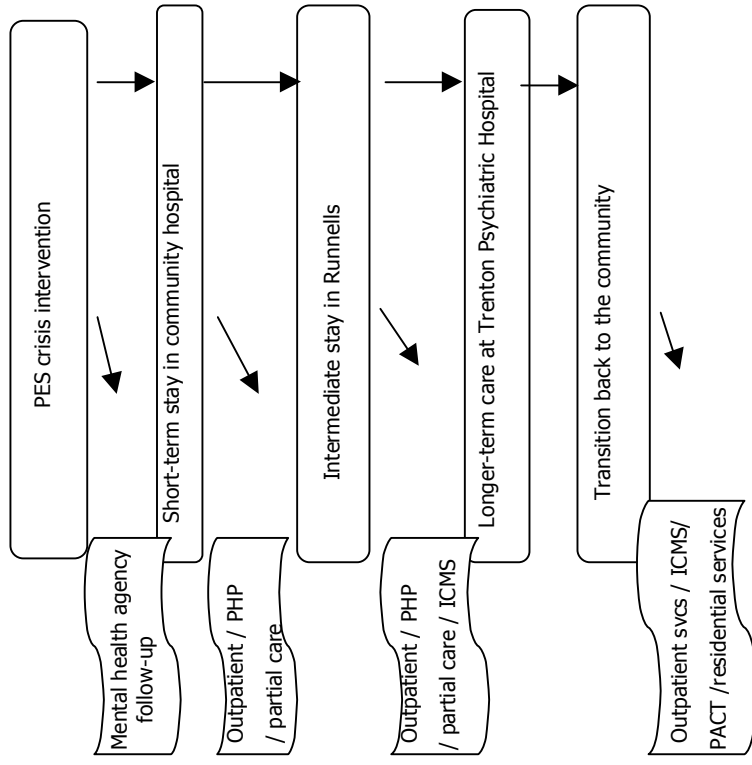 PES crisis intervention
Mental health agency
follow-up
Short-term stay in community hospital
Outpatient / PHP
/ partial care
Intermediate stay in Runnells
Outpatient / PHP
/ partial care / ICMS
Longer-term care at Trenton Psychiatric Hospital
Transition back to the community
Outpatient svcs / ICMS/
PACT /residential services